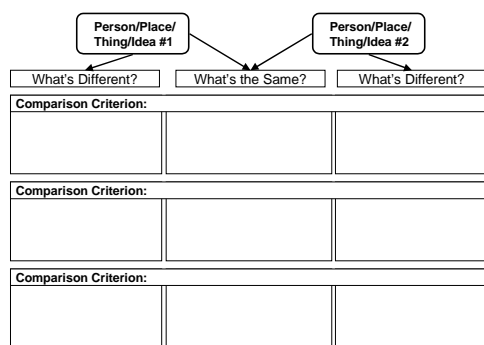 Person/Place/
Thing/Idea #1
Person/Place/
Thing/Idea #2
What's Different?
What's the Same?
What's Different?
Comparison Criterion:
Comparison Criterion:
Comparison Criterion: